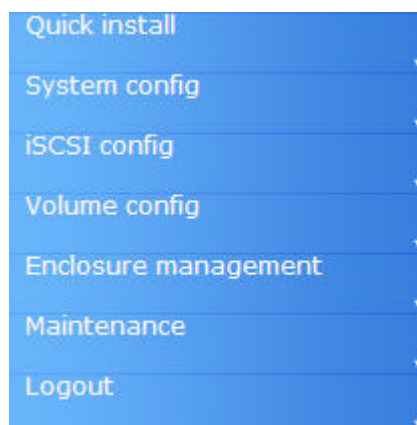 Quick install
System config
iSCSI config
Volume config
Enclosure management
Maintenance
Logout